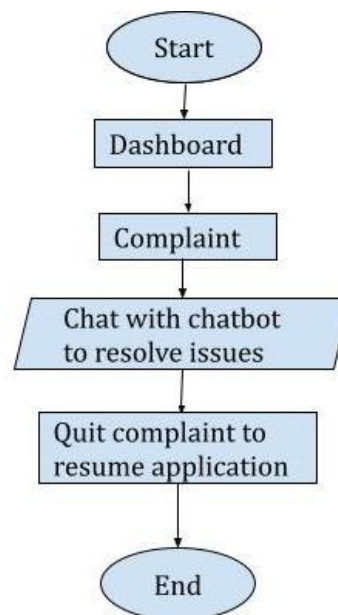 Start
Dashboard
Complaint
Chat with chatbot
to resolve issues
Quit complaint to
resume application
End